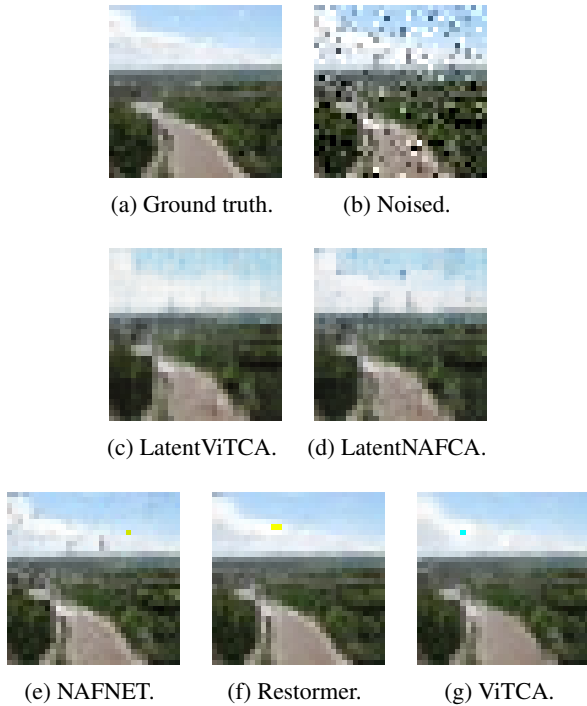 (a) Ground truth.
(b) Noised.
(c) LatentViTCA.
(d) LatentNAFCA.
(e) NAFNET.
(f) Restormer.
(g) ViTCA.